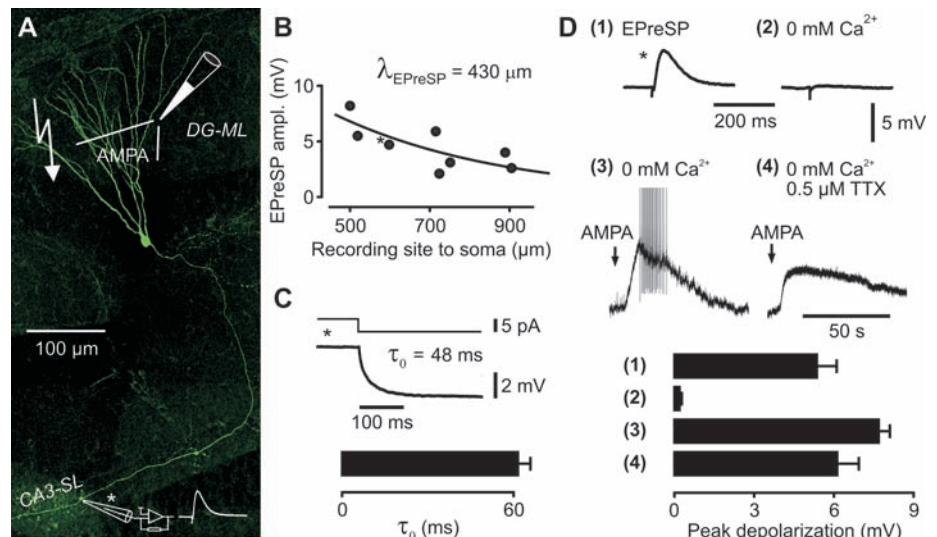 A
DG-ML
AMPA
100 µm
CA3-SL
*
B
λEPreSP = 430 µm
EPreSP ampl. (mV)
10
5
0
*
500 700 900
Recording site to soma (µm)
C
5 pA
*
τ0 = 48 ms
2 mV
100 ms
0 60
τ0 (ms)
D
(1) EPreSP
(2) 0 mM Ca2+
*
200 ms
5 mV
(3) 0 mM Ca2+
(4) 0 mM Ca2+
0.5 µM TTX
AMPA
AMPA
50 s
(1)
(2)
(3)
(4)
0 3 6 9
Peak depolarization (mV)